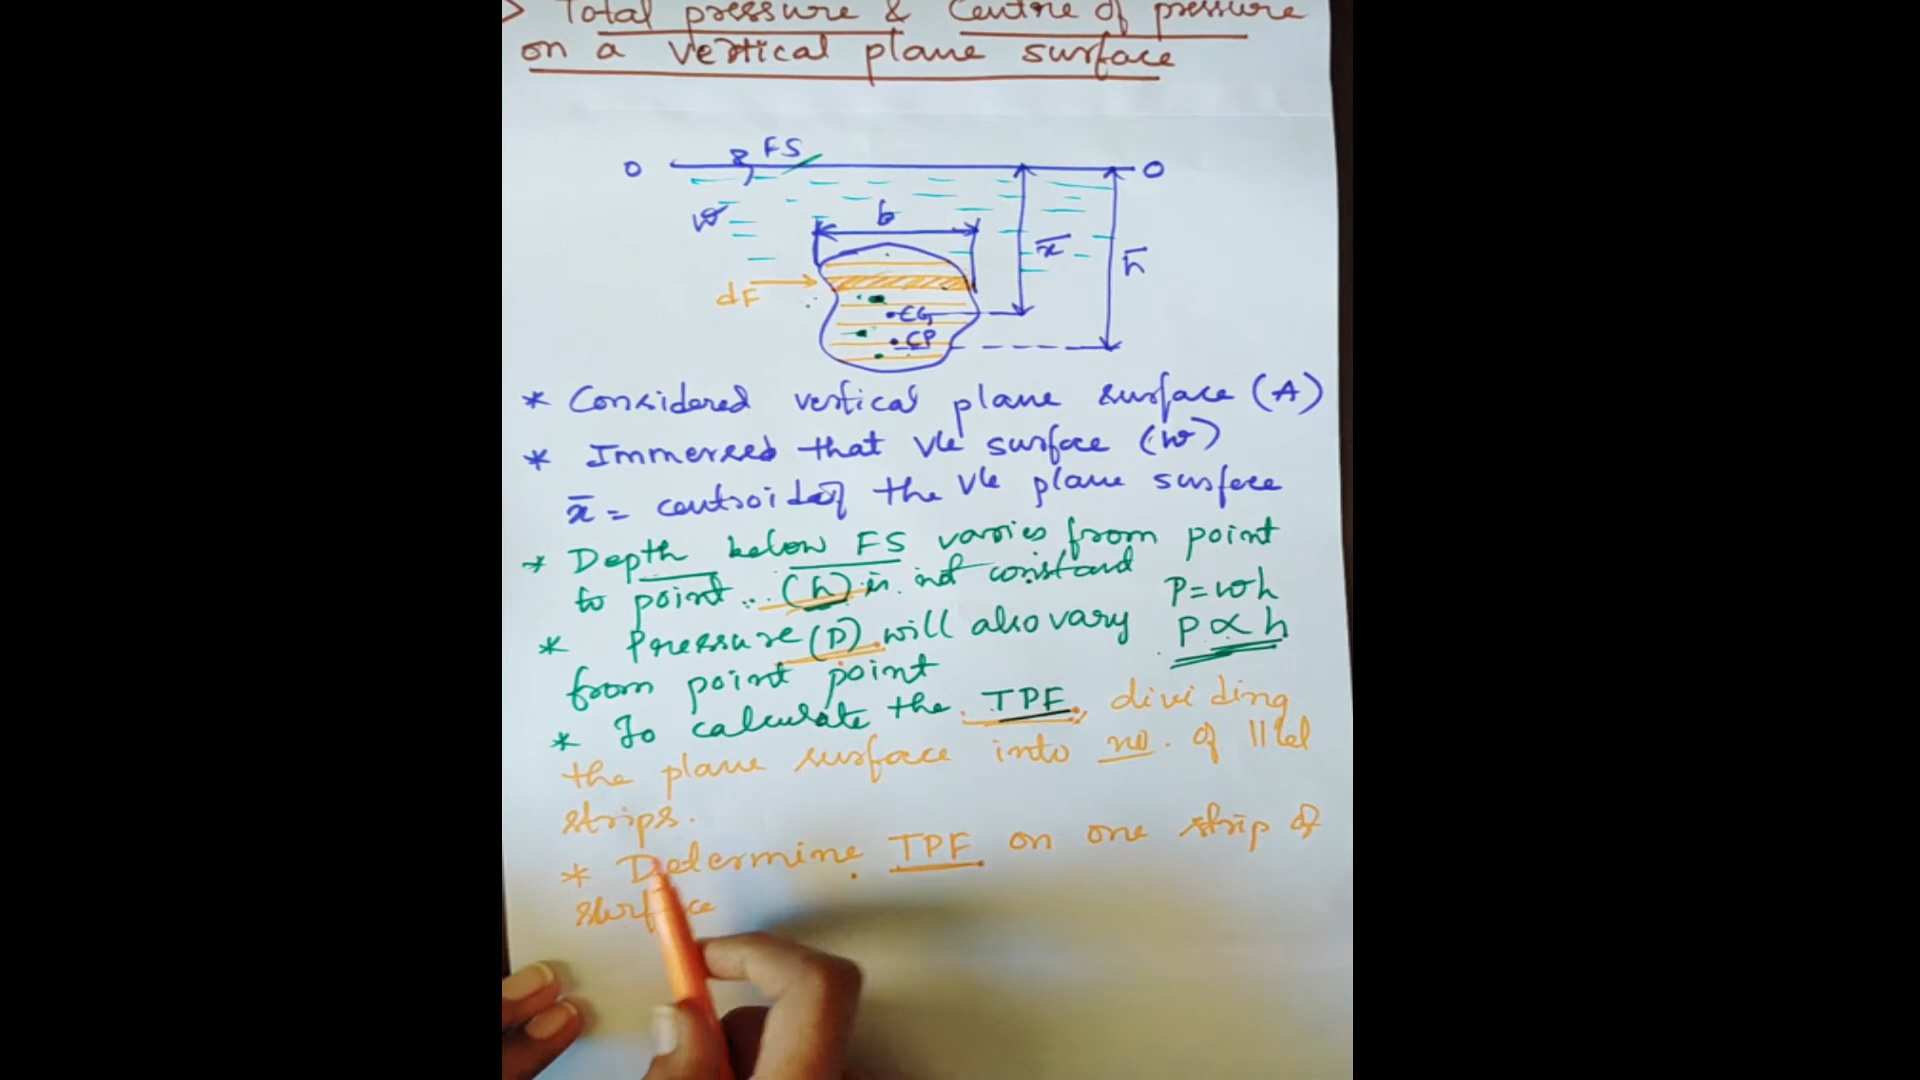 > Total pressure & Centre of pressure
on a vertical plane surface
FS
O O
w
b
x̄
h̄
dF
CG
CP
* Considered vertical plane surface (A)
* Immersed that Vle surface (w)
x̄ = centroid of the Vle plane surface
* Depth below FS varies from point
to point .. (h) is not constand
P = wh
* Pressure (P) will also vary P ∝ h
from point point
* To calculate the TPF, dividing
the plane surface into no. of ||lel
strips.
* Determine TPF on one strip of
surface